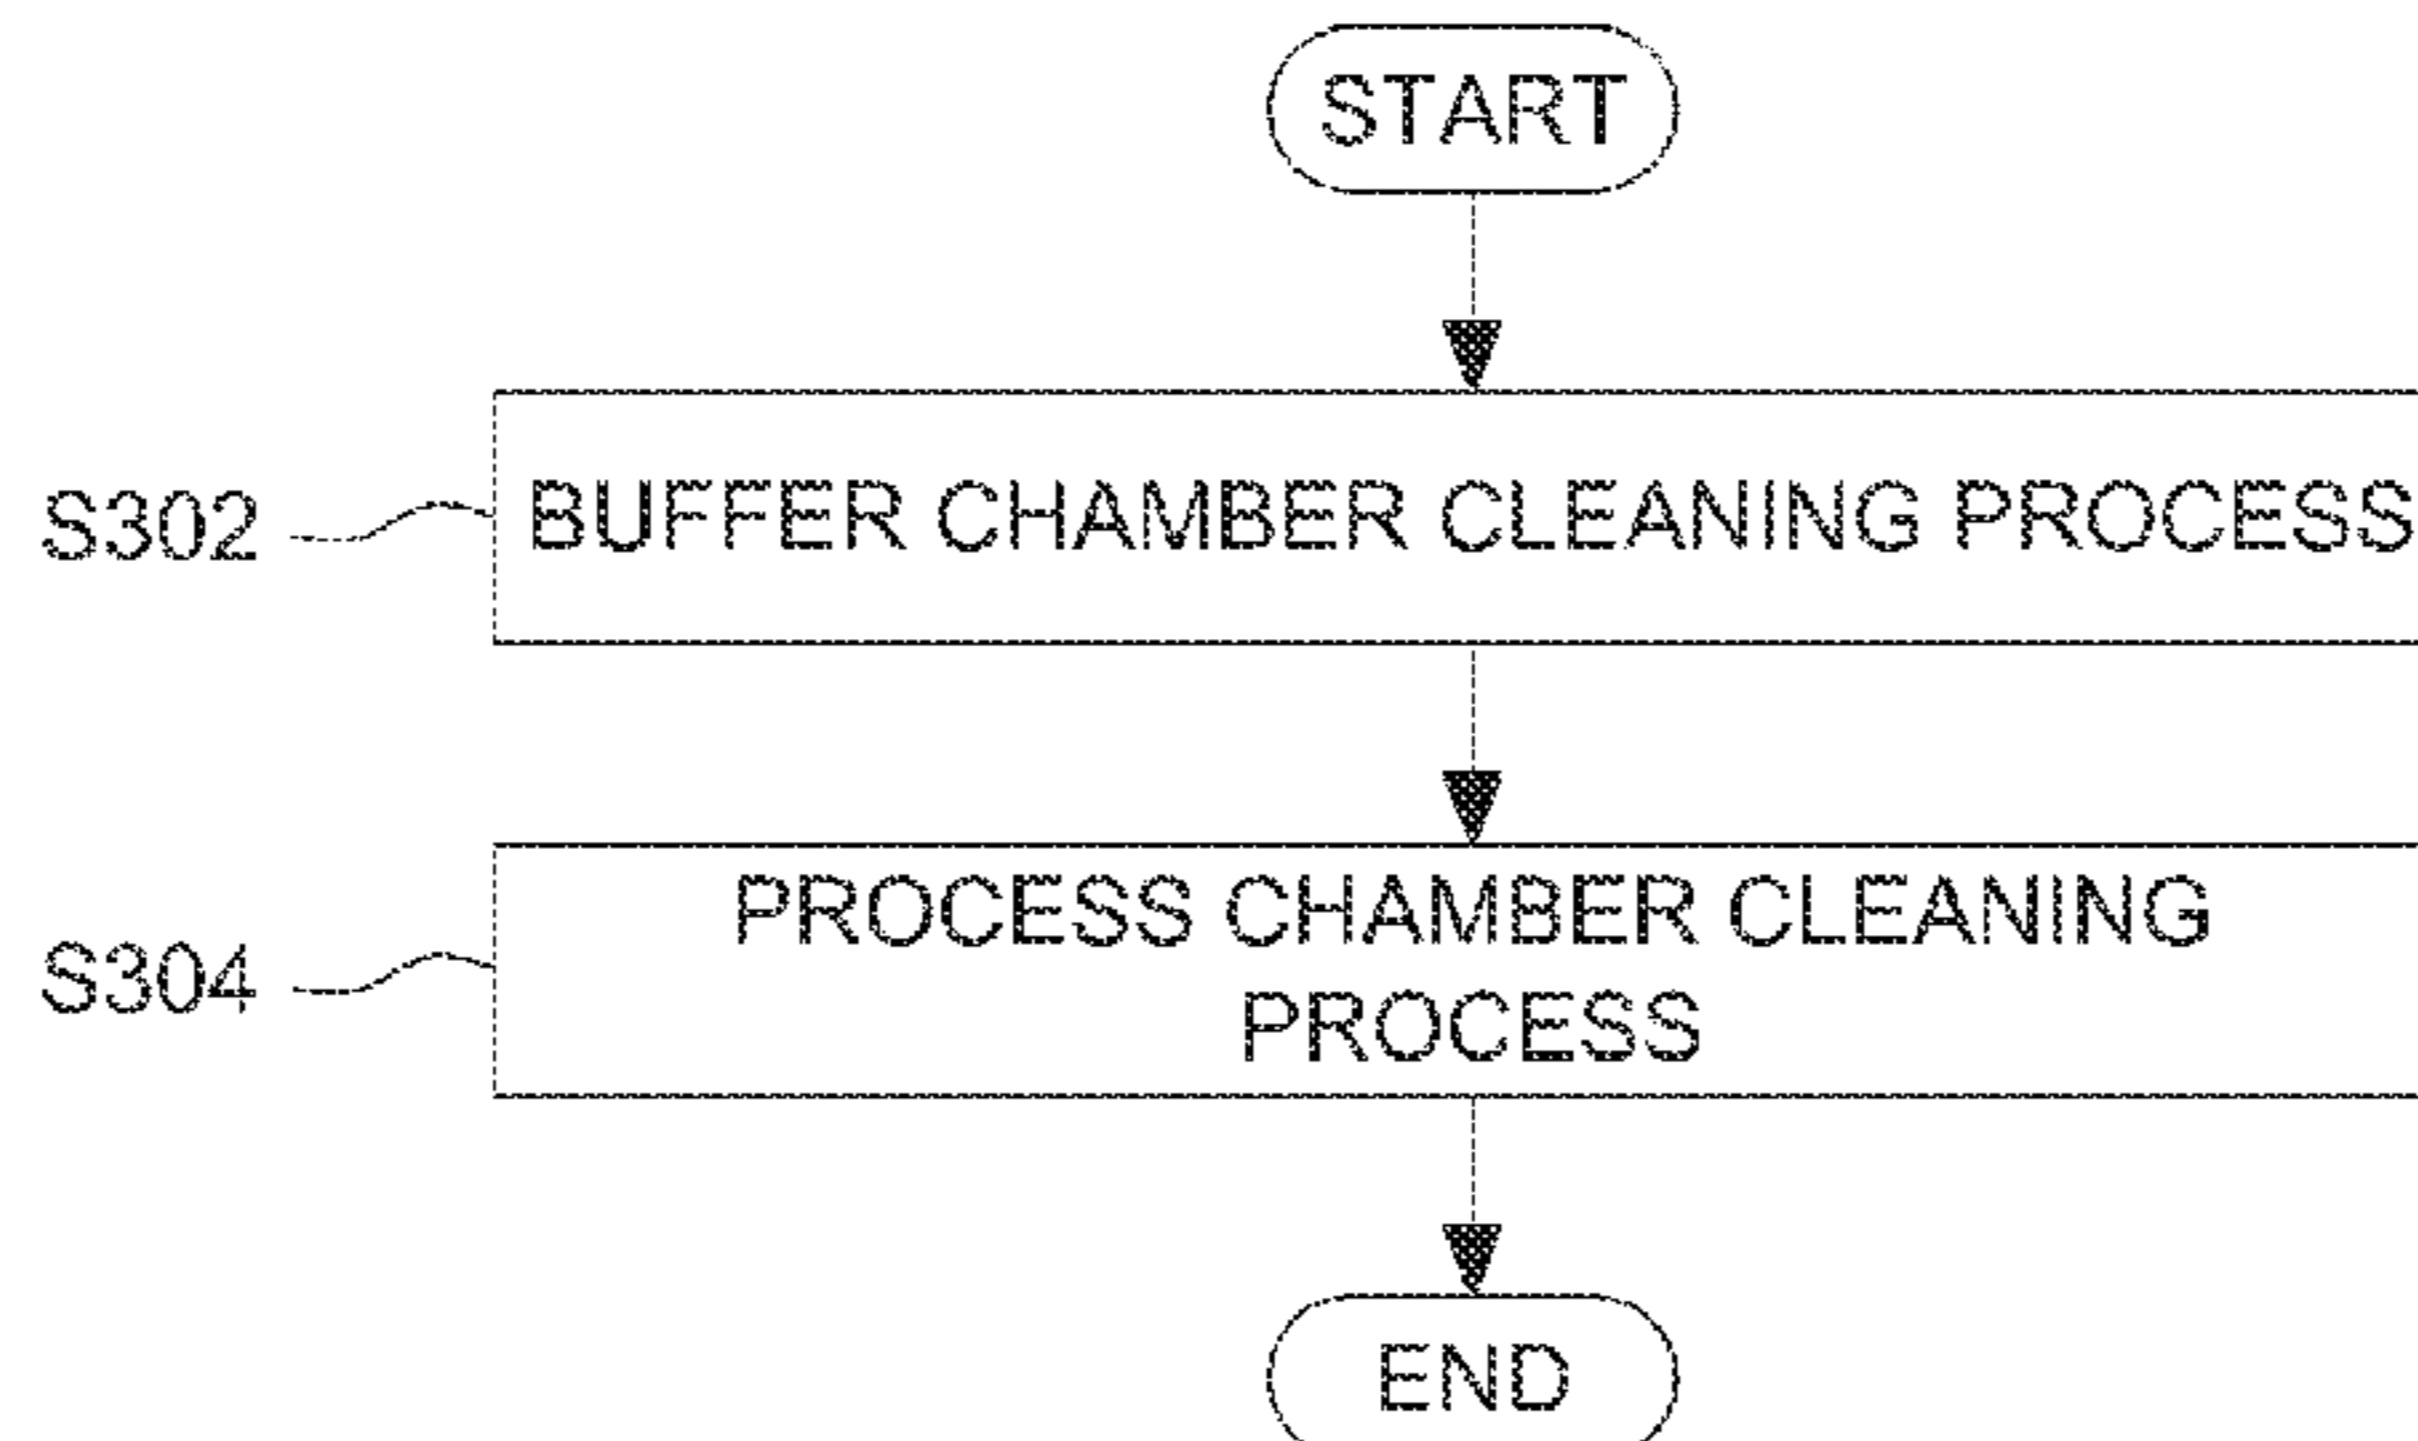 START
S302
BUFFER CHAMBER CLEANING PROCESS
S304
PROCESS CHAMBER CLEANING
PROCESS
END